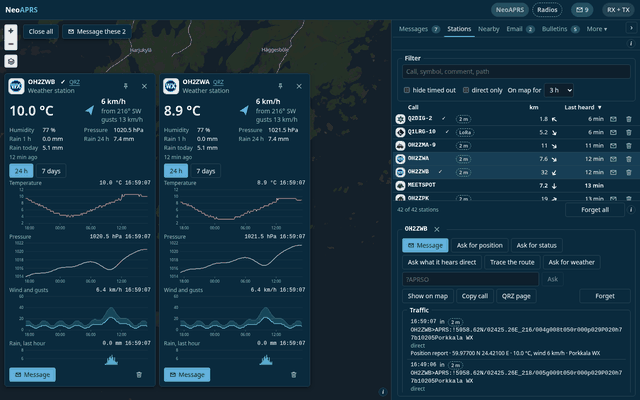 NeoAPRS
NeoAPRS Radios 9 RX + TX
Close all Message these 2
Harjukylä
Häggesböle
OH2ZWB ✓ QRZ
Weather station
10.0 °C
6 km/h
from 216° SW
gusts 13 km/h
Humidity 77 % Pressure 1020.5 hPa
Rain 1 h 0.0 mm Rain 24 h 7.4 mm
Rain today 5.1 mm
12 min ago
24 h 7 days
Temperature 10.0 °C 16:59:07
Pressure 1020.5 hPa 16:59:07
Wind and gusts 6.4 km/h 16:59:07
Rain, last hour 0.0 mm 16:59:07
Message
OH2ZWA QRZ
Weather station
8.9 °C
6 km/h
from 216° SW
gusts 13 km/h
Humidity 77 % Pressure 1021.5 hPa
Rain 1 h 0.0 mm Rain 24 h 7.4 mm
Rain today 5.1 mm
12 min ago
24 h 7 days
Temperature 8.9 °C 16:59:07
Pressure 1021.5 hPa 16:59:07
Wind and gusts 6.4 km/h 16:59:07
Rain, last hour 0.0 mm 16:59:07
Message
Messages 7 Stations Nearby Email 2 Bulletins 5 More
Filter
Call, symbol, comment, path
hide timed out direct only On map for 3 h
Call km Last heard
Q2DIG-2 ✓ 2 m 1.8 6 min
Q1LRG-10 ✓ LoRa 5.2 6 min
OH2ZMA-9 2 m 11 11 min
OH2ZWA 2 m 7.6 12 min
OH2ZWB ✓ 2 m 32 12 min
MEETSPOT 7.2 13 min
OH2ZPK 2 m 19 13 min
42 of 42 stations Forget all
OH2ZWB
Message Ask for position Ask for status
Ask what it hears direct Trace the route Ask for weather
?APRSO Ask
Show on map Copy call QRZ page Forget
Traffic
16:59:07 in 2 m
OH2ZWB>APRS:!5958.62N/02425.26E_216/004g008t050r000p029P020h7
7b10205Porkkala WX
direct
Position report · 59.97700 N 24.42100 E · 10.0 °C, wind 6 km/h · Porkkala WX
16:49:06 in 2 m
OH2ZWB>APRS:!5958.62N/02425.26E_218/005g009t050r000p029P020h7
7b10205Porkkala WX
direct